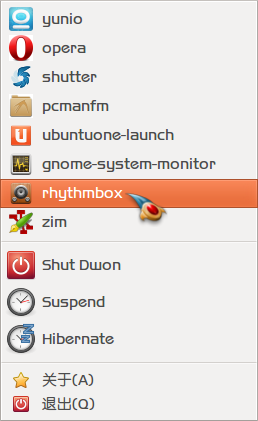 yunio
opera
shutter
pcmanfm
ubuntuone-launch
gnome-system-monitor
rhythmbox
zim
Shut Dwon
Suspend
Hibernate
关于(A)
退出(Q)